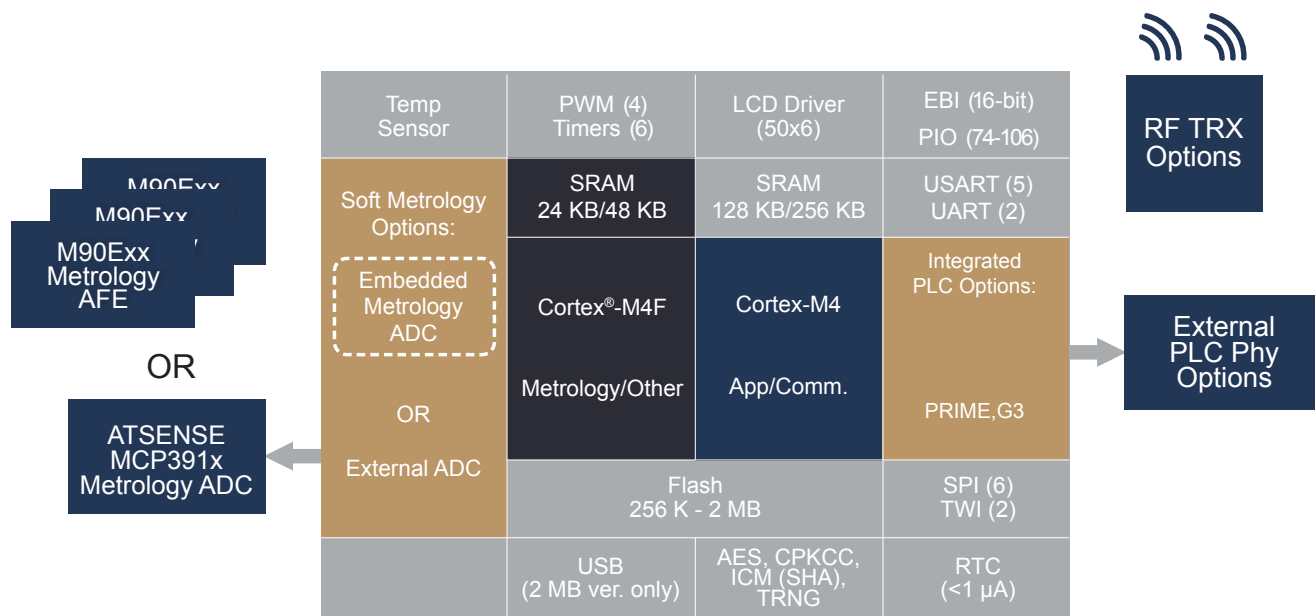 Temp
Sensor
PWM (4)
Timers (6)
LCD Driver
(50x6)
EBI (16-bit)
PIO (74-106)
RF TRX
Options
M90Exx
M90Exx
M90Exx
Metrology
AFE
OR
ATSENSE
MCP391x
Metrology ADC
Soft Metrology
Options:
Embedded
Metrology
ADC
OR
External ADC
SRAM
24 KB/48 KB
SRAM
128 KB/256 KB
USART (5)
UART (2)
Cortex®-M4F
Metrology/Other
Cortex-M4
App/Comm.
Integrated
PLC Options:
PRIME,G3
External
PLC Phy
Options
Flash
256 K - 2 MB
SPI (6)
TWI (2)
USB
(2 MB ver. only)
AES, CPKCC,
ICM (SHA),
TRNG
RTC
(<1 µA)